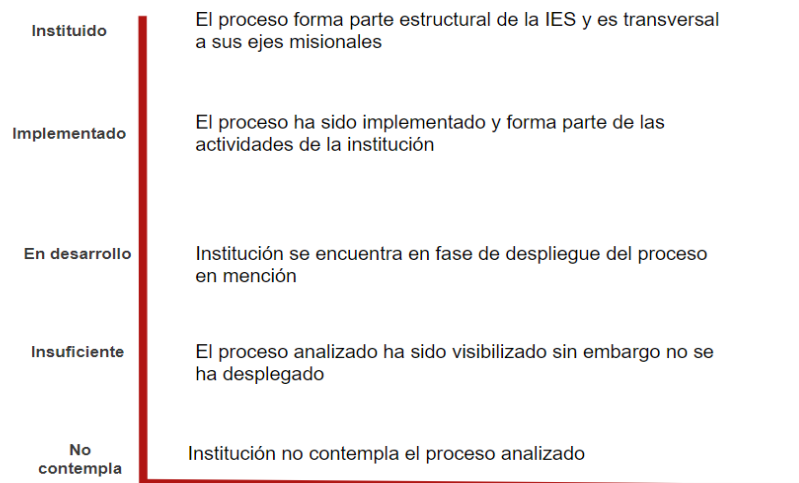 Instituido
El proceso forma parte estructural de la IES y es transversal
a sus ejes misionales
Implementado
El proceso ha sido implementado y forma parte de las
actividades de la institución
En desarrollo
Institución se encuentra en fase de despliegue del proceso
en mención
Insuficiente
El proceso analizado ha sido visibilizado sin embargo no se
ha desplegado
No
contempla
Institución no contempla el proceso analizado